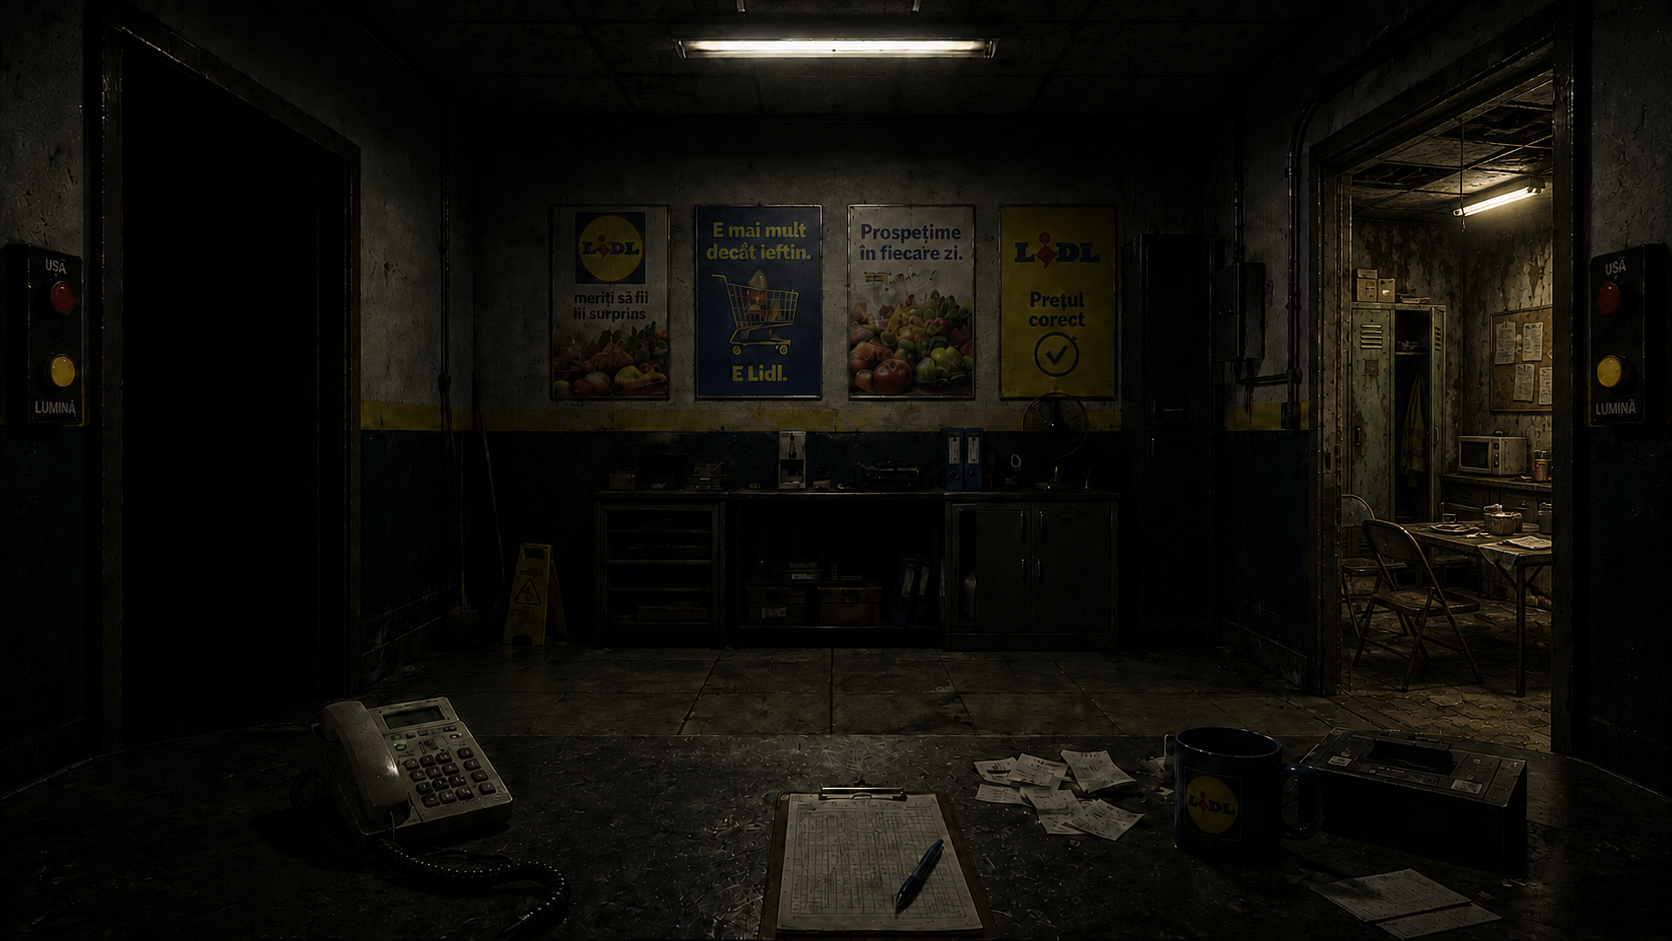 UȘĂ
LUMINĂ
LIDL
meriți să fii
iii surprins
E mai mult
decât ieftin.
E Lidl.
Prospețime
în fiecare zi.
LIDL
Prețul
corect
UȘĂ
LUMINĂ
LIDL